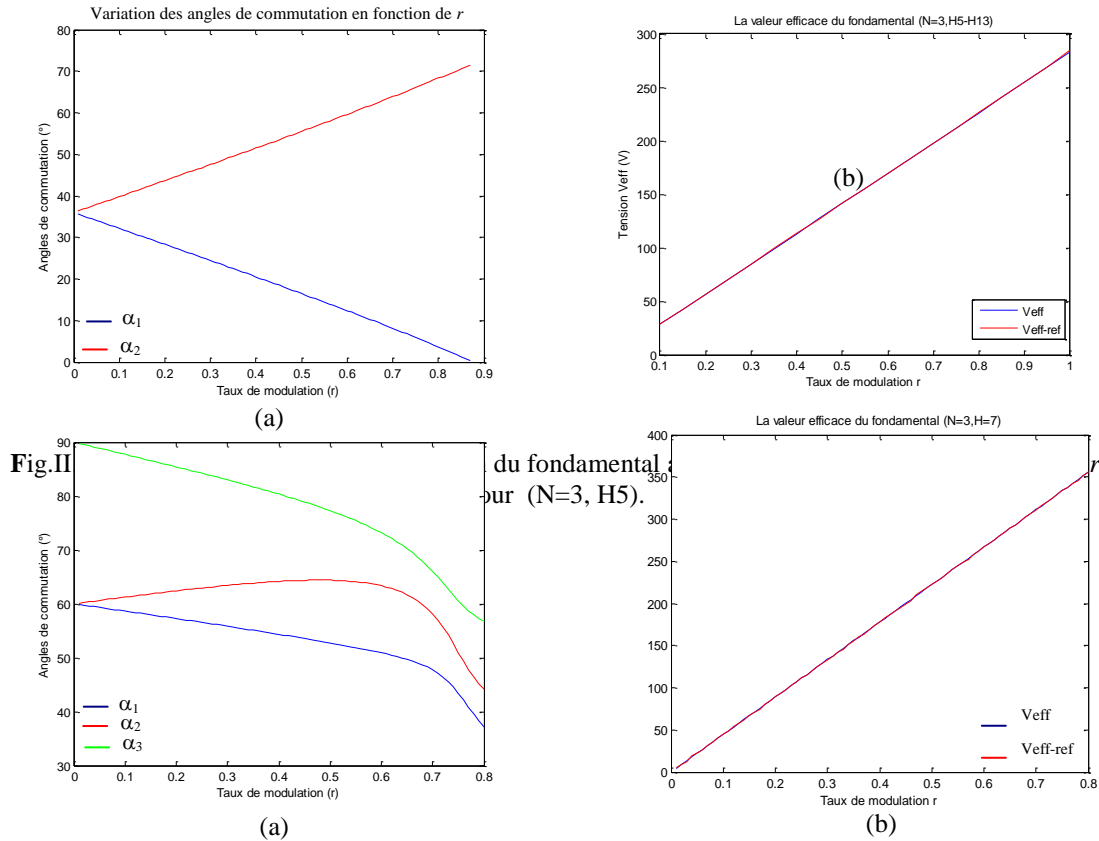 Variation des angles de commutation en fonction de r
80
70
60
50
40
30
20
10
0
Angles de commutation (°)
α1
α2
0 0.1 0.2 0.3 0.4 0.5 0.6 0.7 0.8 0.9
Taux de modulation (r)
(a)
La valeur efficace du fondamental (N=3,H5-H13)
300
250
200
150
100
50
0
Tension Veff (V)
(b)
Veff
Veff-ref
0.1 0.2 0.3 0.4 0.5 0.6 0.7 0.8 0.9 1
Taux de modulation r
Fig.II
du fondamental
r
(N=3, H5).
90
80
70
60
50
40
30
Angles de commutation (°)
α1
α2
α3
0 0.1 0.2 0.3 0.4 0.5 0.6 0.7 0.8
Taux de modulation (r)
(a)
La valeur efficace du fondamental (N=3,H=7)
400
350
300
250
200
150
100
50
0
Veff
Veff-ref
0 0.1 0.2 0.3 0.4 0.5 0.6 0.7 0.8
Taux de modulation r
(b)